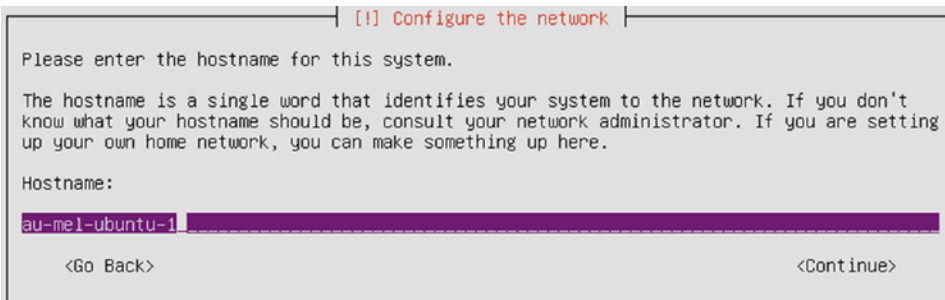 [!] Configure the network
Please enter the hostname for this system.
The hostname is a single word that identifies your system to the network. If you don't
know what your hostname should be, consult your network administrator. If you are setting
up your own home network, you can make something up here.
Hostname:
au-mel-ubuntu-1
<Go Back> <Continue>